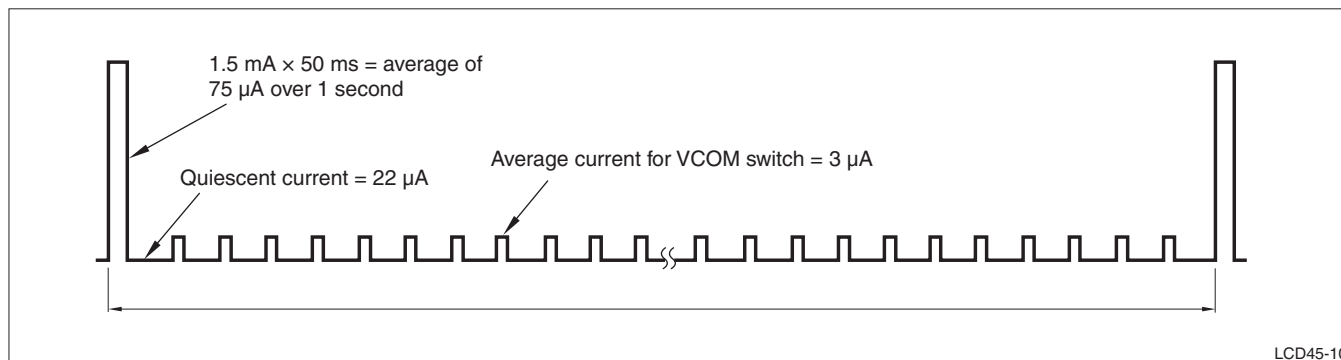 1.5 mA × 50 ms = average of
75 µA over 1 second
Quiescent current = 22 µA
Average current for VCOM switch = 3 µA